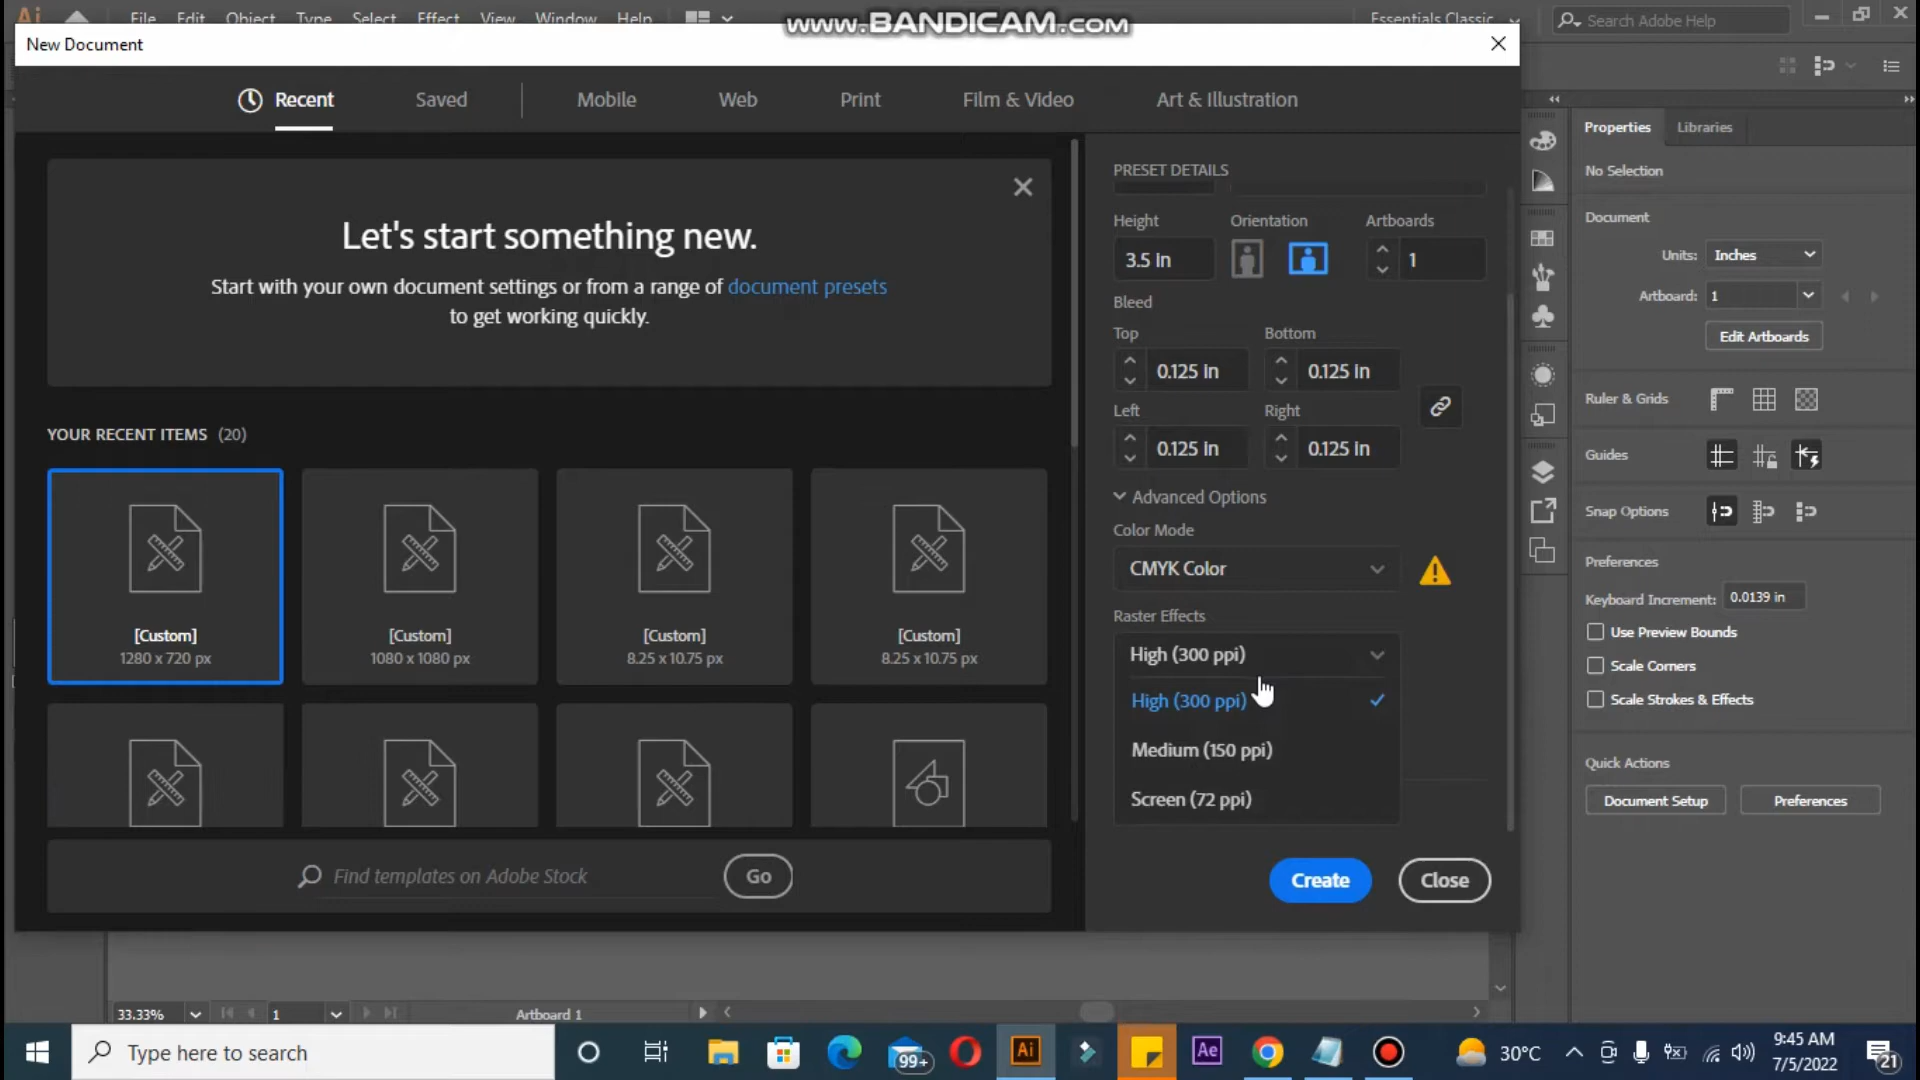 Ai File Edit Object Type Select Effect View Window Help
www.BANDICAM.com
Essentials Classic
Search Adobe Help
New Document
Recent Saved Mobile Web Print Film & Video Art & Illustration
Let's start something new.
Start with your own document settings or from a range of document presets
to get working quickly.
YOUR RECENT ITEMS (20)
[Custom] [Custom] [Custom] [Custom]
1280 x 720 px 1080 x 1080 px 8.25 x 10.75 px 8.25 x 10.75 px
Find templates on Adobe Stock Go
PRESET DETAILS
Height Orientation Artboards
3.5 in 1
Bleed
Top Bottom
0.125 in 0.125 in
Left Right
0.125 in 0.125 in
Advanced Options
Color Mode
CMYK Color
Raster Effects
High (300 ppi)
High (300 ppi)
Medium (150 ppi)
Screen (72 ppi)
Create Close
Properties Libraries
No Selection
Document
Units: Inches
Artboard: 1
Edit Artboards
Ruler & Grids
Guides
Snap Options
Preferences
Keyboard Increment: 0.0139 in
Use Preview Bounds
Scale Corners
Scale Strokes & Effects
Quick Actions
Document Setup Preferences
33.33% 1 Artboard 1
Type here to search
99+
Ai
Ae
30°C
9:45 AM
7/5/2022
21